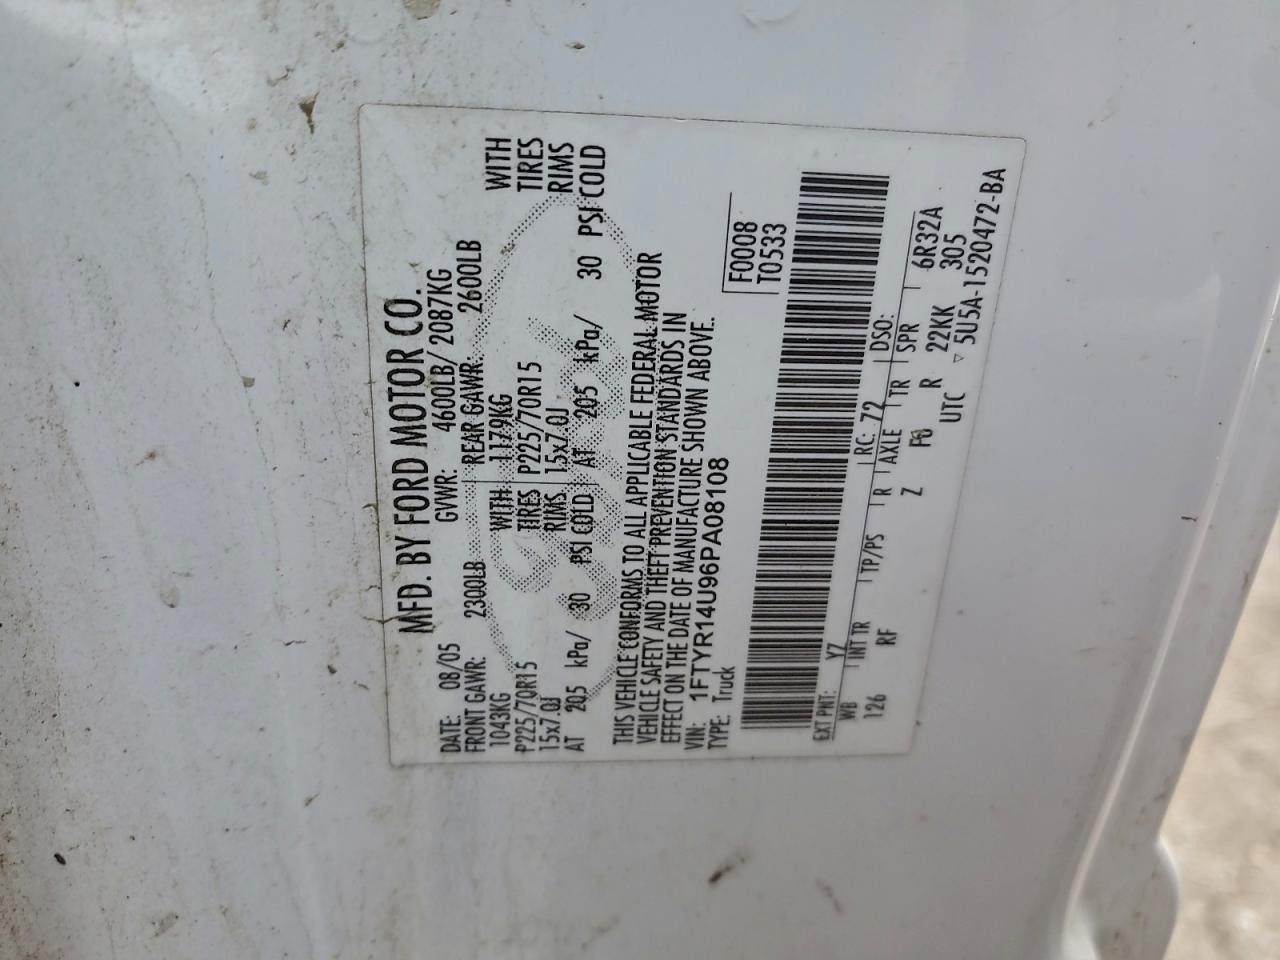 MFD. BY FORD MOTOR CO.
DATE: 08/05 GVWR: 4600LB/ 2087KG
FRONT GAWR: 2300LB REAR GAWR: 2600LB
1043KG WITH 1179KG WITH
P225/70R15 TIRES P225/70R15 TIRES
15x7.0J RIMS 15x7.0J RIMS
AT 205 kPa/ 30 PSI COLD AT 205 kPa/ 30 PSI COLD
THIS VEHICLE CONFORMS TO ALL APPLICABLE FEDERAL MOTOR
VEHICLE SAFETY AND THEFT PREVENTION STANDARDS IN
EFFECT ON THE DATE OF MANUFACTURE SHOWN ABOVE.
VIN: 1FTYR14U96PA08108
TYPE: Truck
F0008
T0533
EXT PNT: YZ RC: 72 DSO:
WB INT TR TP/PS R AXLE TR SPR
126 RF Z F6 R 22KK 6R32A
305
UTC ▽ 5U5A-1520472-BA